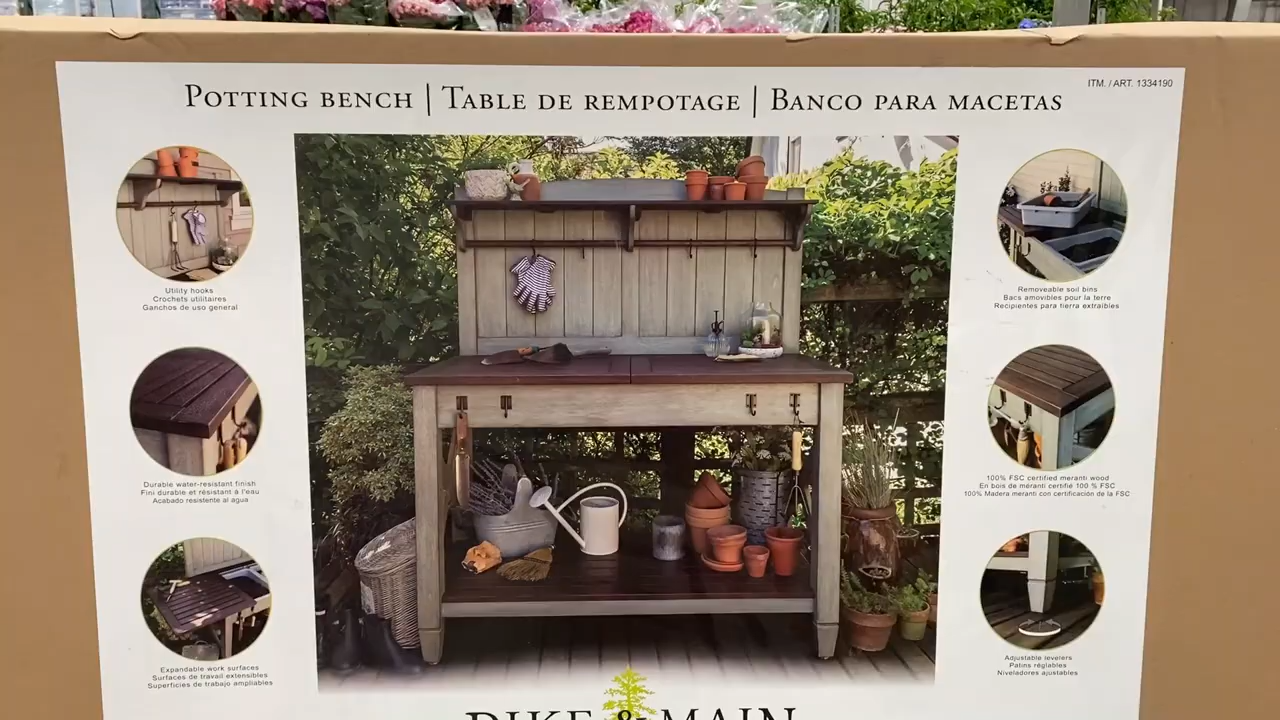 ITM. / ART. 1334190
POTTING BENCH | TABLE DE REMPOTAGE | BANCO PARA MACETAS
Utility hooks
Crochets utilitaires
Ganchos de uso general
Removeable soil bins
Bacs amovibles pour la terre
Recipientes para tierra extraíbles
Durable water-resistant finish
Fini durable et résistant à l'eau
Acabado resistente al agua
100% FSC certified meranti wood
En bois de méranti certifié 100 % FSC
100% Madera meranti con certificación de la FSC
Expandable work surfaces
Surfaces de travail extensibles
Superficies de trabajo ampliables
Adjustable levelers
Patins réglables
Niveladores ajustables
PIKE & MAIN